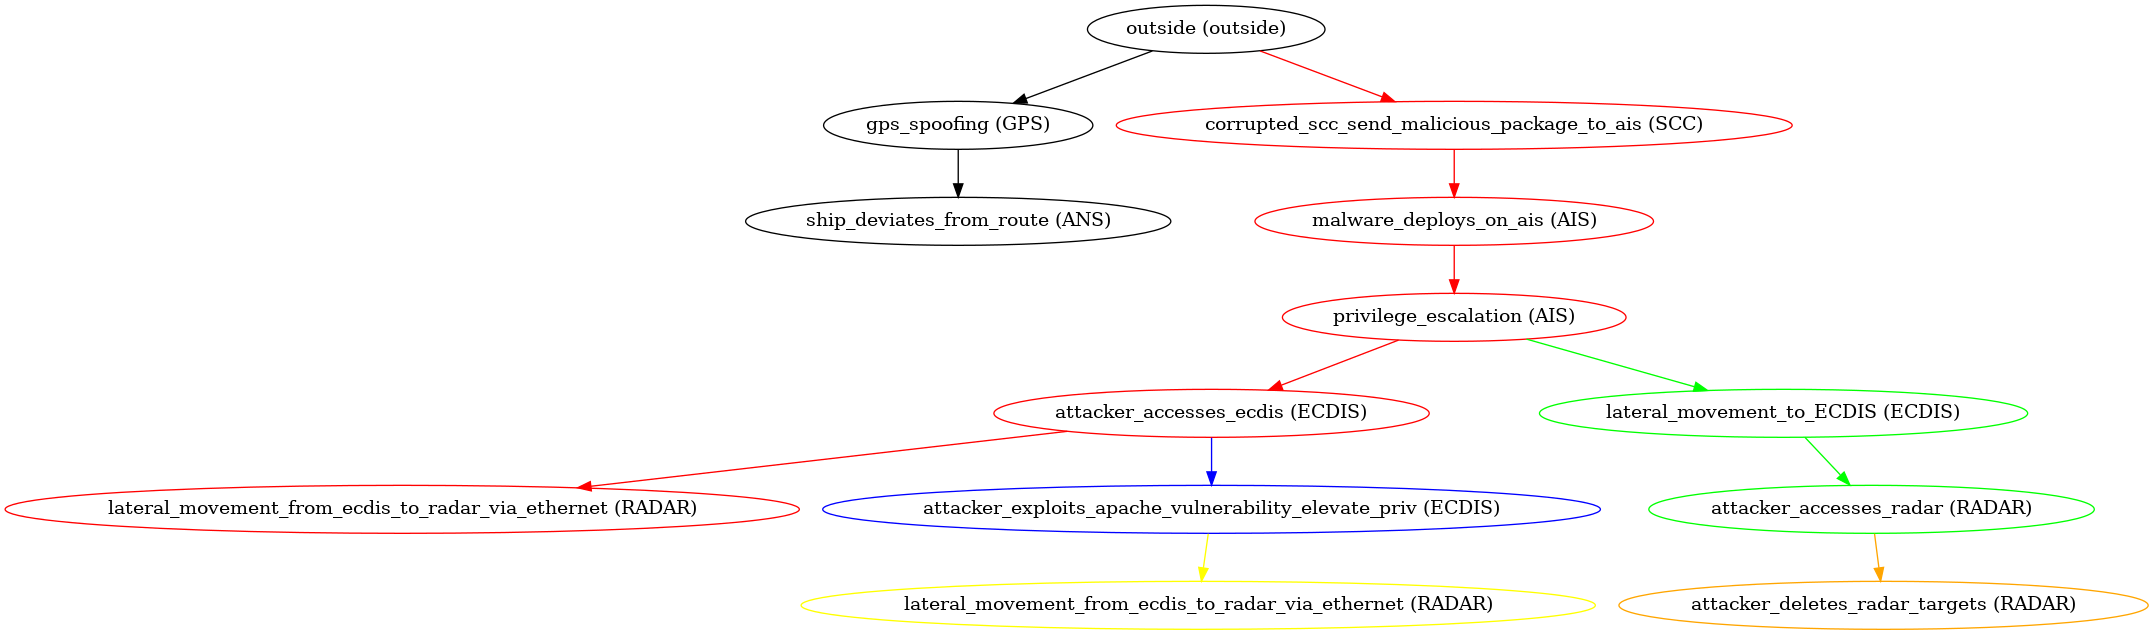 outside (outside)
gps_spoofing (GPS)
corrupted_scc_send_malicious_package_to_ais (SCC)
ship_deviates_from_route (ANS)
malware_deploys_on_ais (AIS)
privilege_escalation (AIS)
attacker_accesses_ecdis (ECDIS)
lateral_movement_to_ECDIS (ECDIS)
lateral_movement_from_ecdis_to_radar_via_ethernet (RADAR)
attacker_exploits_apache_vulnerability_elevate_priv (ECDIS)
attacker_accesses_radar (RADAR)
lateral_movement_from_ecdis_to_radar_via_ethernet (RADAR)
attacker_deletes_radar_targets (RADAR)